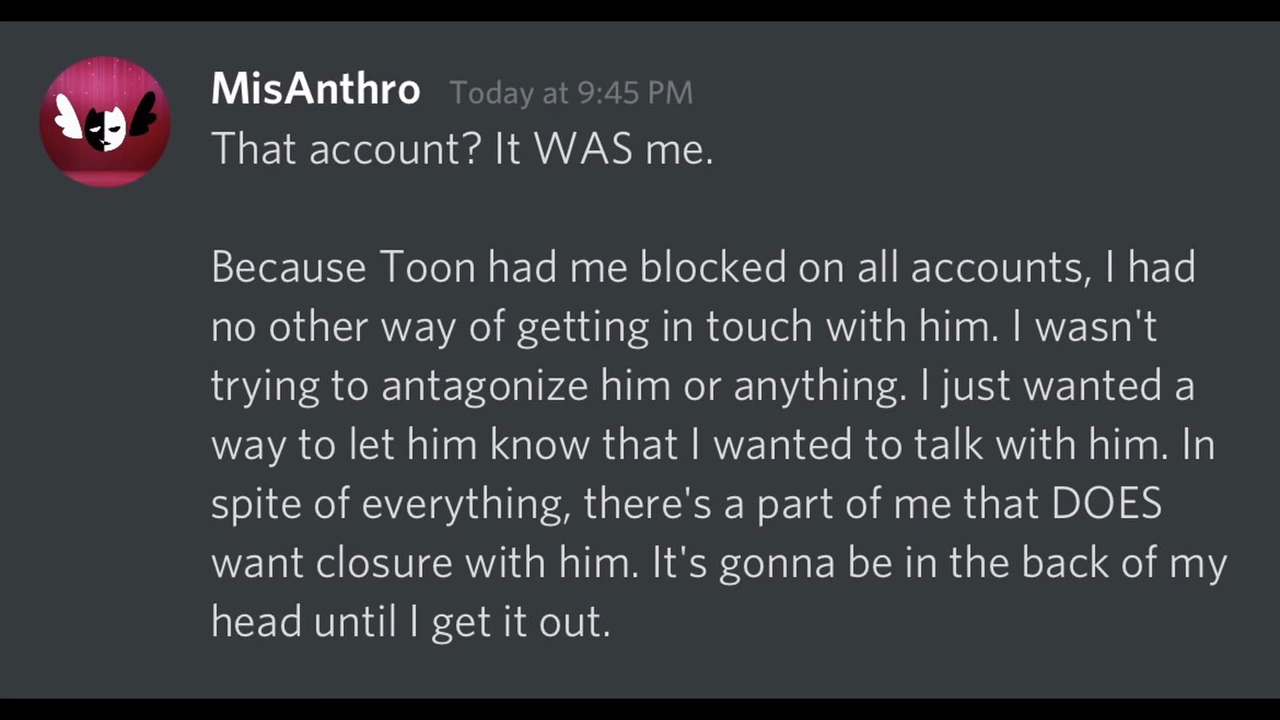 MisAnthro Today at 9:45 PM
That account? It WAS me.
Because Toon had me blocked on all accounts, I had
no other way of getting in touch with him. I wasn't
trying to antagonize him or anything. I just wanted a
way to let him know that I wanted to talk with him. In
spite of everything, there's a part of me that DOES
want closure with him. It's gonna be in the back of my
head until I get it out.